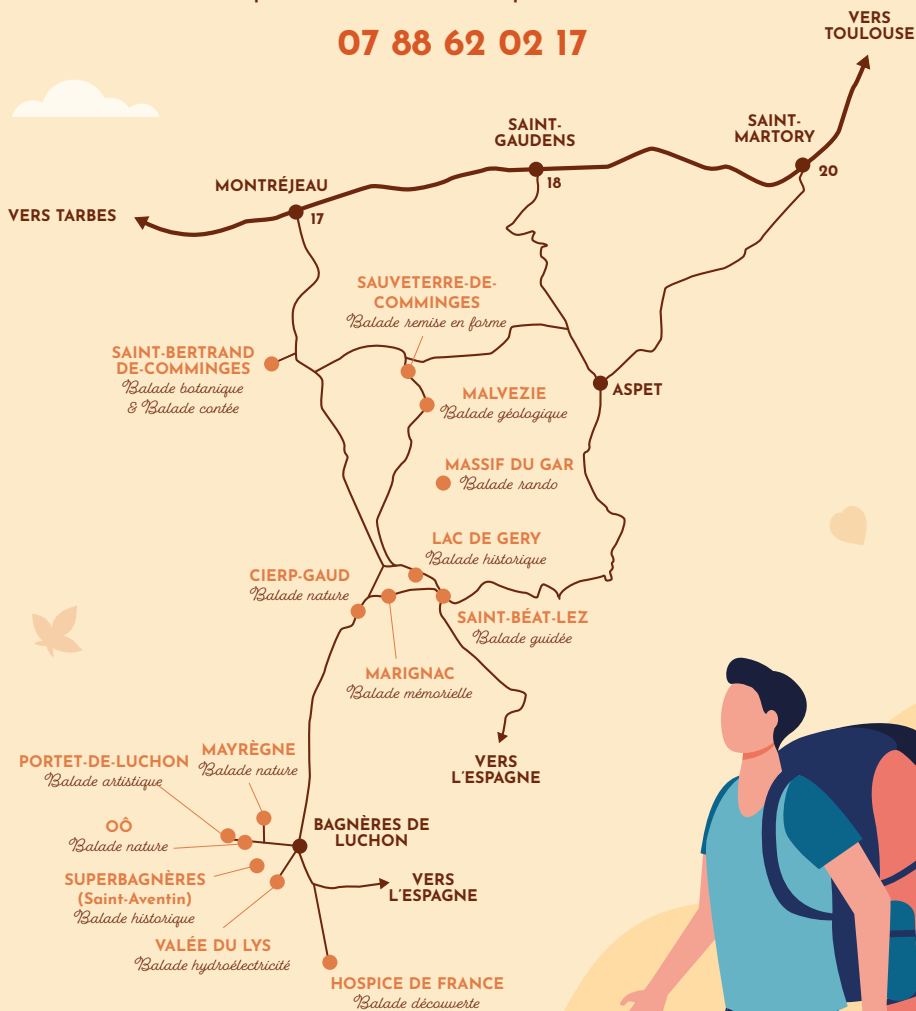 07 88 62 02 17
VERS
TOULOUSE
SAINT-
GAUDENS
18
SAINT-
MARTORY
20
MONTRÉJEAU
17
VERS TARBES
SAUVETERRE-DE-
COMMINGES
Balade remise en forme
SAINT-BERTRAND
DE-COMMINGES
Balade botanique
& Balade contée
MALVEZIE
Balade géologique
ASPET
MASSIF DU GAR
Balade rando
LAC DE GERY
Balade historique
CIERP-GAUD
Balade nature
SAINT-BÉAT-LEZ
Balade guidée
MARIGNAC
Balade mémorielle
VERS
L'ESPAGNE
PORTET-DE-LUCHON
Balade artistique
MAYRÈGNE
Balade nature
OÔ
Balade nature
BAGNÈRES DE
LUCHON
SUPERBAGNÈRES
(Saint-Aventin)
Balade historique
VERS
L'ESPAGNE
VALÉE DU LYS
Balade hydroélectricité
HOSPICE DE FRANCE
Balade découverte